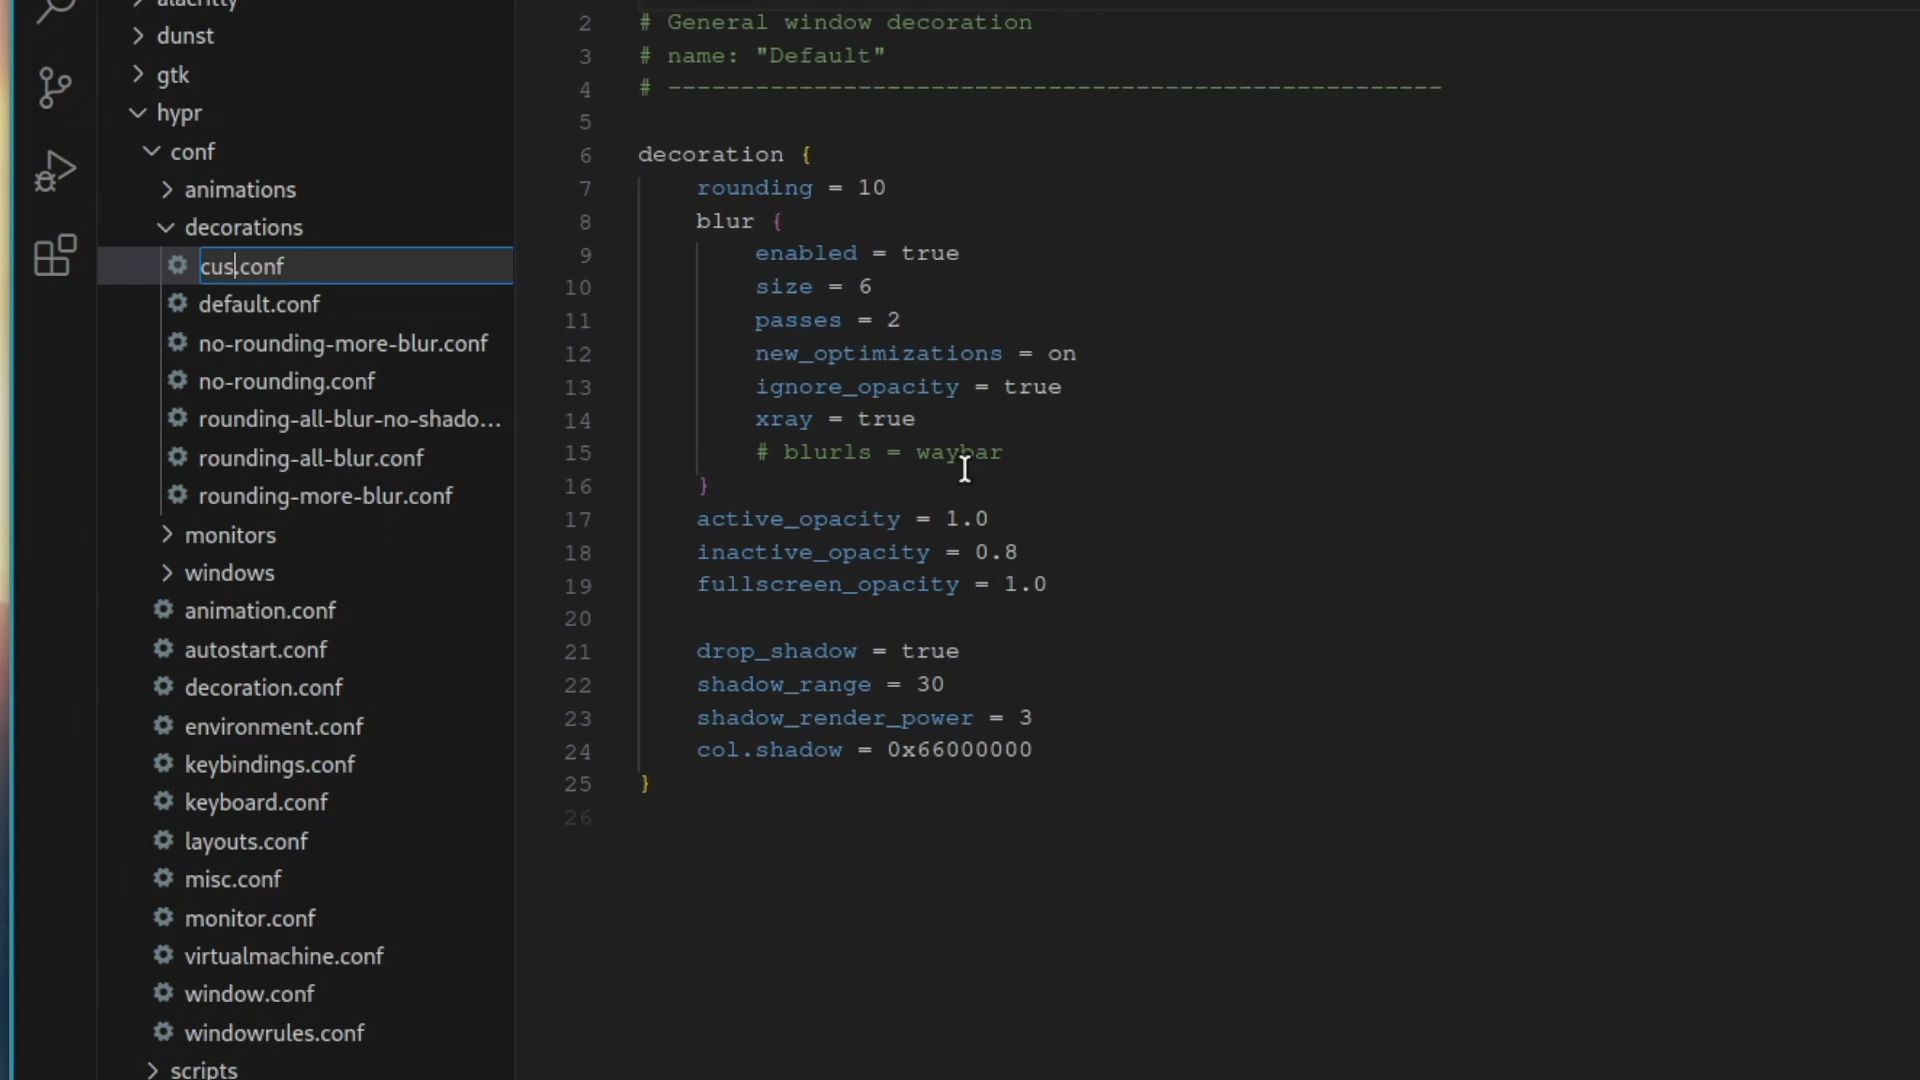 alacritty
dunst
gtk
hypr
conf
animations
decorations
cus.conf
default.conf
no-rounding-more-blur.conf
no-rounding.conf
rounding-all-blur-no-shado...
rounding-all-blur.conf
rounding-more-blur.conf
monitors
windows
animation.conf
autostart.conf
decoration.conf
environment.conf
keybindings.conf
keyboard.conf
layouts.conf
misc.conf
monitor.conf
virtualmachine.conf
window.conf
windowrules.conf
scripts
2 # General window decoration
3 # name: "Default"
4 # -----------------------------------------------------
5
6 decoration {
7 rounding = 10
8 blur {
9 enabled = true
10 size = 6
11 passes = 2
12 new_optimizations = on
13 ignore_opacity = true
14 xray = true
15 # blurls = waybar
16 }
17 active_opacity = 1.0
18 inactive_opacity = 0.8
19 fullscreen_opacity = 1.0
20
21 drop_shadow = true
22 shadow_range = 30
23 shadow_render_power = 3
24 col.shadow = 0x66000000
25 }
26